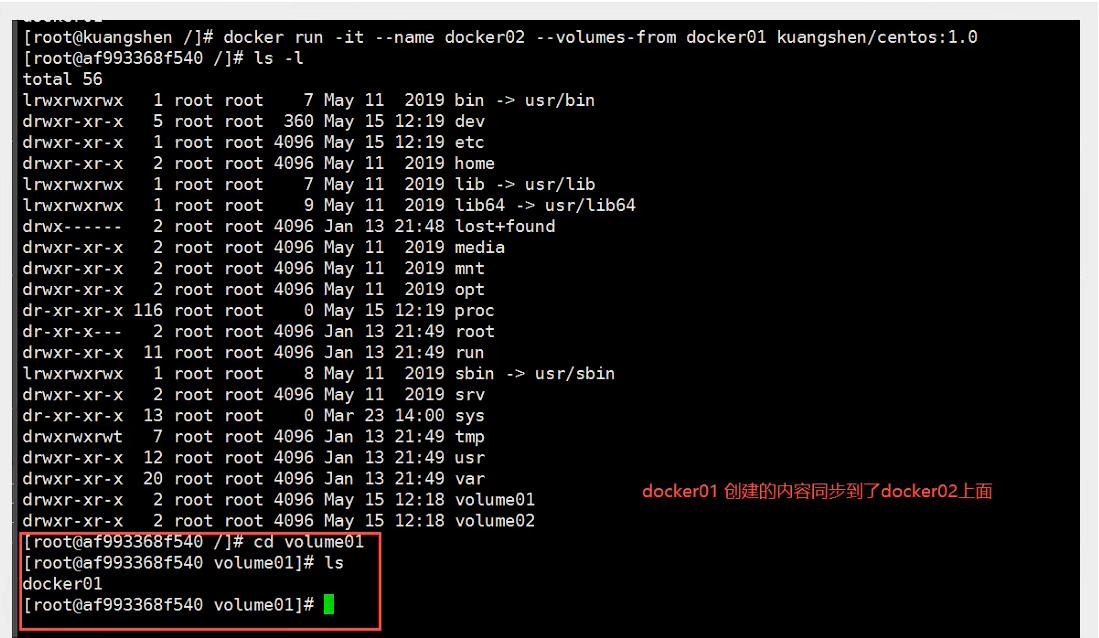 [root@kuangshen /]# docker run -it --name docker02 --volumes-from docker01 kuangshen/centos:1.0
[root@af993368f540 /]# ls -l
total 56
lrwxrwxrwx   1 root root    7 May 11  2019 bin -> usr/bin
drwxr-xr-x   5 root root  360 May 15 12:19 dev
drwxr-xr-x   1 root root 4096 May 15 12:19 etc
drwxr-xr-x   2 root root 4096 May 11  2019 home
lrwxrwxrwx   1 root root    7 May 11  2019 lib -> usr/lib
lrwxrwxrwx   1 root root    9 May 11  2019 lib64 -> usr/lib64
drwx------   2 root root 4096 Jan 13 21:48 lost+found
drwxr-xr-x   2 root root 4096 May 11  2019 media
drwxr-xr-x   2 root root 4096 May 11  2019 mnt
drwxr-xr-x   2 root root 4096 May 11  2019 opt
dr-xr-xr-x 116 root root    0 May 15 12:19 proc
dr-xr-x---   2 root root 4096 Jan 13 21:49 root
drwxr-xr-x  11 root root 4096 Jan 13 21:49 run
lrwxrwxrwx   1 root root    8 May 11  2019 sbin -> usr/sbin
drwxr-xr-x   2 root root 4096 May 11  2019 srv
dr-xr-xr-x  13 root root    0 Mar 23 14:00 sys
drwxrwxrwt   7 root root 4096 Jan 13 21:49 tmp
drwxr-xr-x  12 root root 4096 Jan 13 21:49 usr
drwxr-xr-x  20 root root 4096 Jan 13 21:49 var
docker01 创建的内容同步到了docker02上面
drwxr-xr-x   2 root root 4096 May 15 12:18 volume01
drwxr-xr-x   2 root root 4096 May 15 12:18 volume02
[root@af993368f540 /]# cd volume01
[root@af993368f540 volume01]# ls
docker01
[root@af993368f540 volume01]#